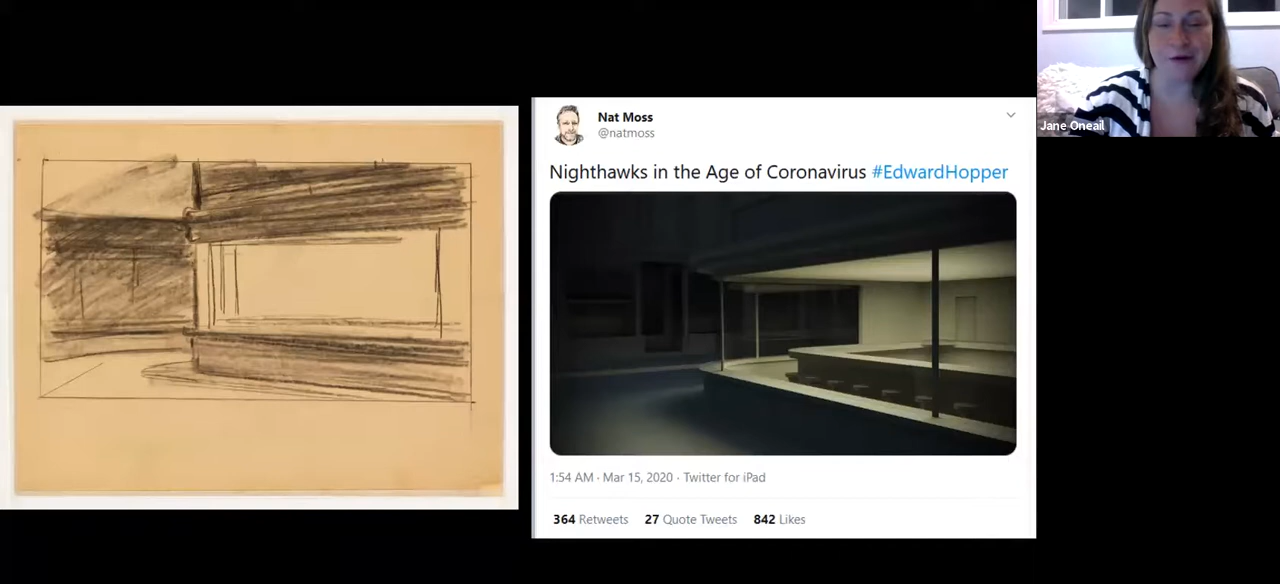 Nat Moss
@natmoss
Nighthawks in the Age of Coronavirus #EdwardHopper
1:54 AM · Mar 15, 2020 · Twitter for iPad
364 Retweets 27 Quote Tweets 842 Likes
Jane Oneail